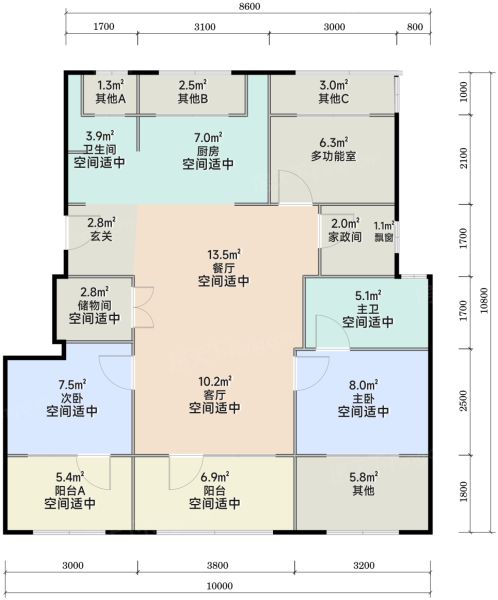 8600
1700
3100
3000
800
1.3㎡
其他A
2.5㎡
其他B
3.0㎡
其他C
1000
3.9㎡
卫生间
空间适中
7.0㎡
厨房
空间适中
6.3㎡
多功能室
2100
2.8㎡
玄关
13.5㎡
餐厅
空间适中
2.0㎡
家政间
1.1㎡
飘窗
1700
10800
2.8㎡
储物间
空间适中
5.1㎡
主卫
空间适中
1700
7.5㎡
次卧
空间适中
10.2㎡
客厅
空间适中
8.0㎡
主卧
空间适中
2500
5.4㎡
阳台A
空间适中
6.9㎡
阳台
空间适中
5.8㎡
其他
1800
3000
3800
3200
10000